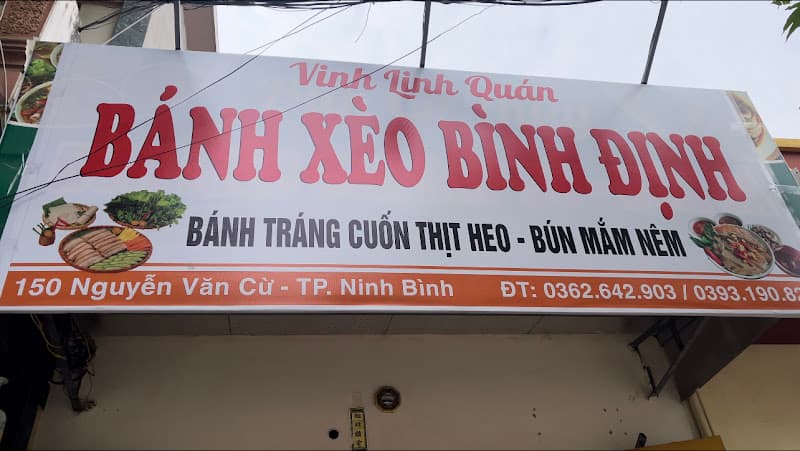 Vinh Linh Quán
BÁNH XÈO BÌNH ĐỊNH
BÁNH TRÁNG CUỐN THỊT HEO - BÚN MẮM NÊM
150 Nguyễn Văn Cừ - TP. Ninh Bình ĐT: 0362.642.903 / 0393.190.82